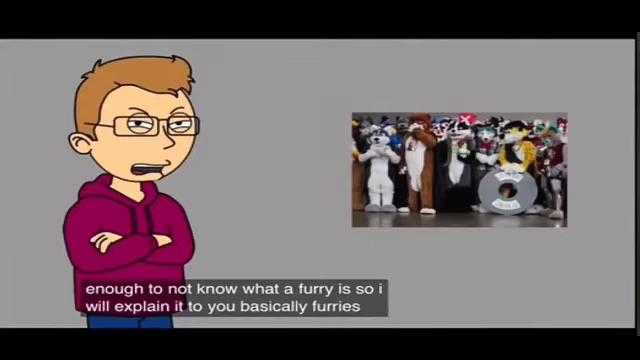 enough to not know what a furry is so i
will explain it to you basically furries